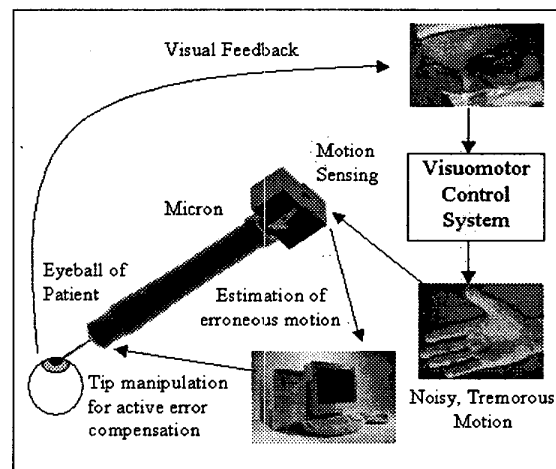 Visual Feedback
Motion
Sensing
Visuomotor
Control
System
Micron
Eyeball of
Patient
Estimation of
erroneous motion
Tip manipulation
for active error
compensation
Noisy, Tremorous
Motion